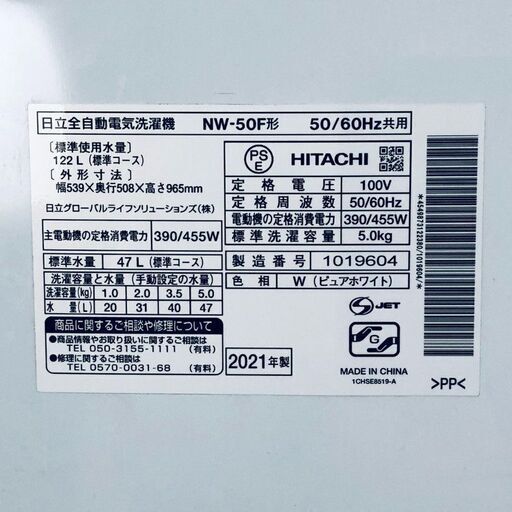 日立全自動電気洗濯機 NW-50F形 50/60Hz共用
〔標準使用水量〕
122 L (標準コース)
〔外形寸法〕
幅539×奥行508×高さ965mm
日立グローバルライフソリューションズ(株)
主電動機の定格消費電力 390/455W
標準水量 47 L (標準コース)
洗濯容量と水量 (手動設定の水量)
洗濯容量(kg) 1.0 2.0 3.5 5.0
水量(L) 20 31 40 47
商品に関するご相談や修理について
●商品情報やお取り扱いに関するご相談
TEL 050-3155-1111 (有料)
●修理に関するご相談
TEL 0570-0031-68 (有料)
2021年製
PS
E
HITACHI
定格電圧 100V
定格周波数 50/60Hz
電動機の定格消費電力 390/455W
標準洗濯容量 5.0kg
製造番号 1019604
色相 W (ピュアホワイト)
S JET
G
MADE IN CHINA
1CHSE8519-A
*4549873122280/1019604/*
>PP<